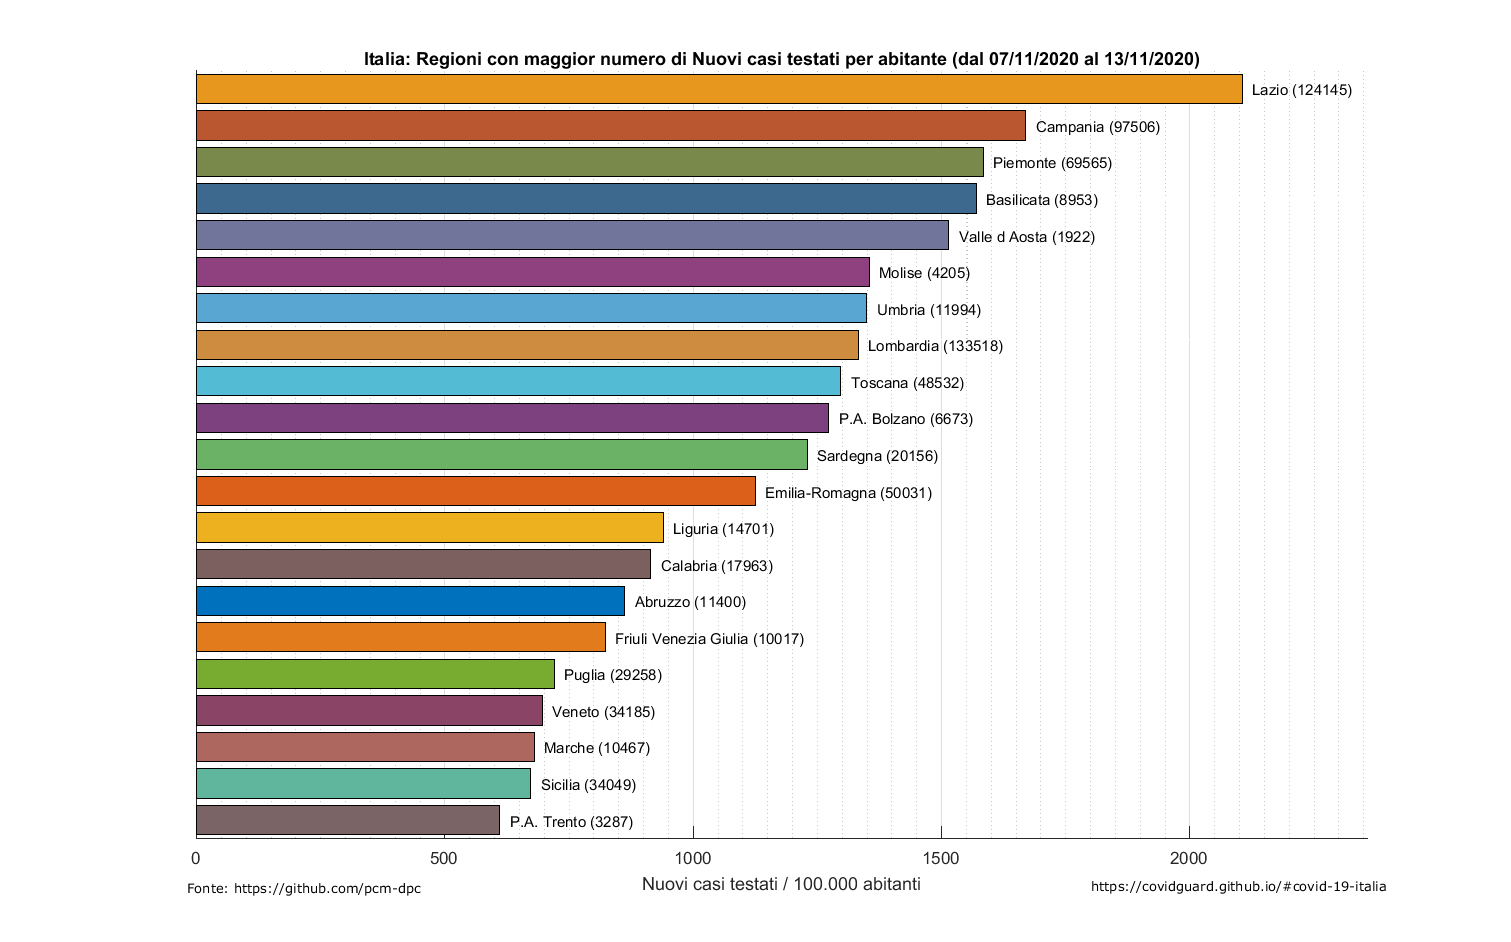 Italia: Regioni con maggior numero di Nuovi casi testati per abitante (dal 07/11/2020 al 13/11/2020)
Lazio (124145)
Campania (97506)
Piemonte (69565)
Basilicata (8953)
Valle d Aosta (1922)
Molise (4205)
Umbria (11994)
Lombardia (133518)
Toscana (48532)
P.A. Bolzano (6673)
Sardegna (20156)
Emilia-Romagna (50031)
Liguria (14701)
Calabria (17963)
Abruzzo (11400)
Friuli Venezia Giulia (10017)
Puglia (29258)
Veneto (34185)
Marche (10467)
Sicilia (34049)
P.A. Trento (3287)
0 500 1000 1500 2000
Nuovi casi testati / 100.000 abitanti
Fonte: https://github.com/pcm-dpc
https://covidguard.github.io/#covid-19-italia